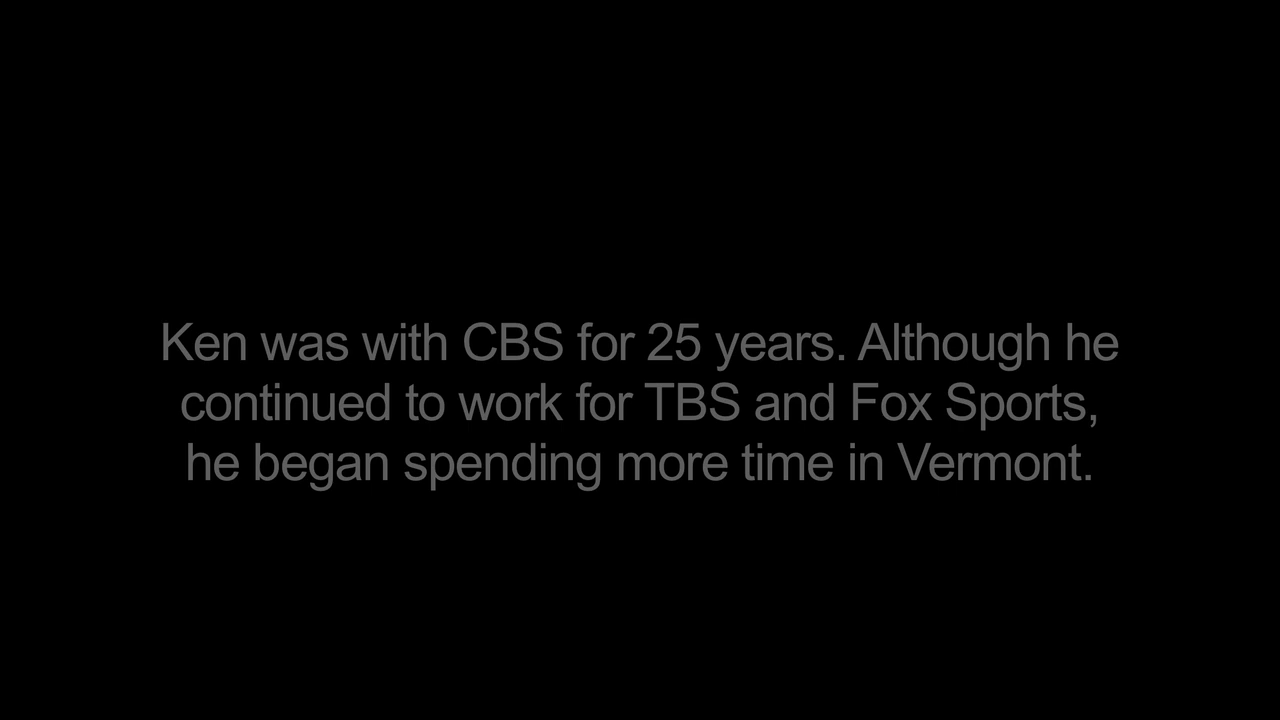 Ken was with CBS for 25 years. Although he
continued to work for TBS and Fox Sports,
he began spending more time in Vermont.